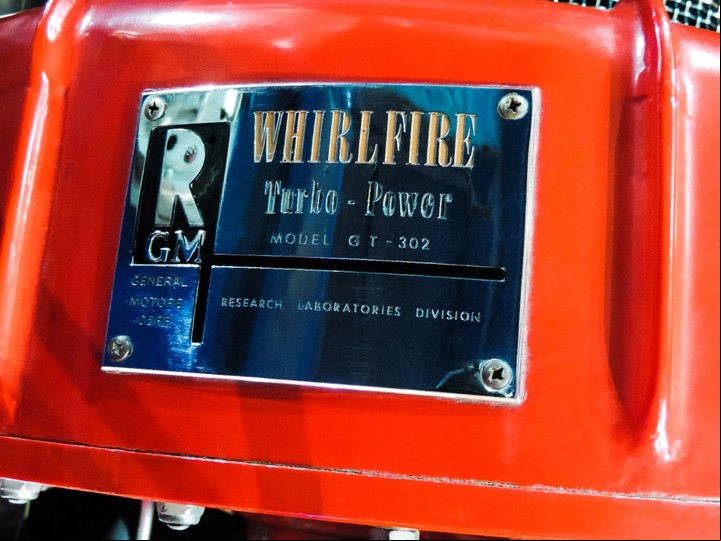 WHIRLFIRE
Turbo - Power
MODEL GT-302
R
GM
GENERAL
MOTORS
CORP
RESEARCH LABORATORIES DIVISION